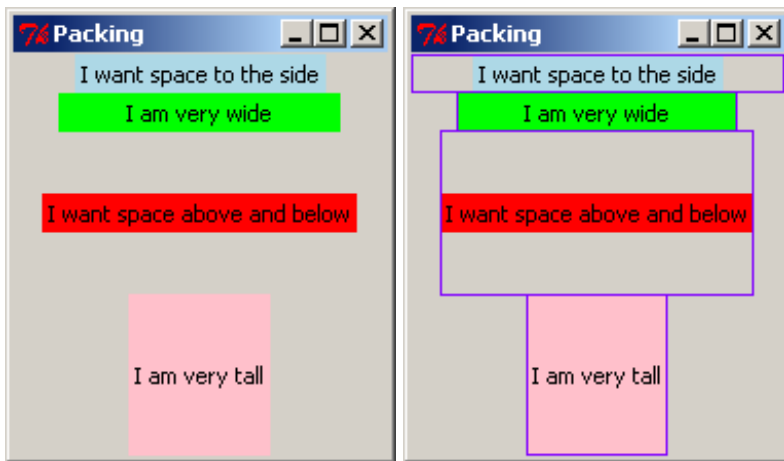 Packing
I want space to the side
I am very wide
I want space above and below
I am very tall
Packing
I want space to the side
I am very wide
I want space above and below
I am very tall